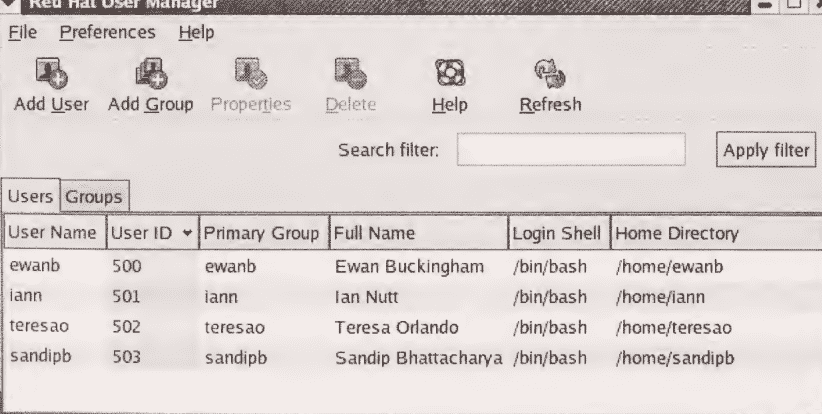 Red Hat User Manager
File Preferences Help
Add User Add Group Properties Delete Help Refresh
Search filter: Apply filter
Users Groups
User Name User ID Primary Group Full Name Login Shell Home Directory
ewanb 500 ewanb Ewan Buckingham /bin/bash /home/ewanb
iann 501 iann Ian Nutt /bin/bash /home/iann
teresao 502 teresao Teresa Orlando /bin/bash /home/teresao
sandipb 503 sandipb Sandip Bhattacharya /bin/bash /home/sandipb